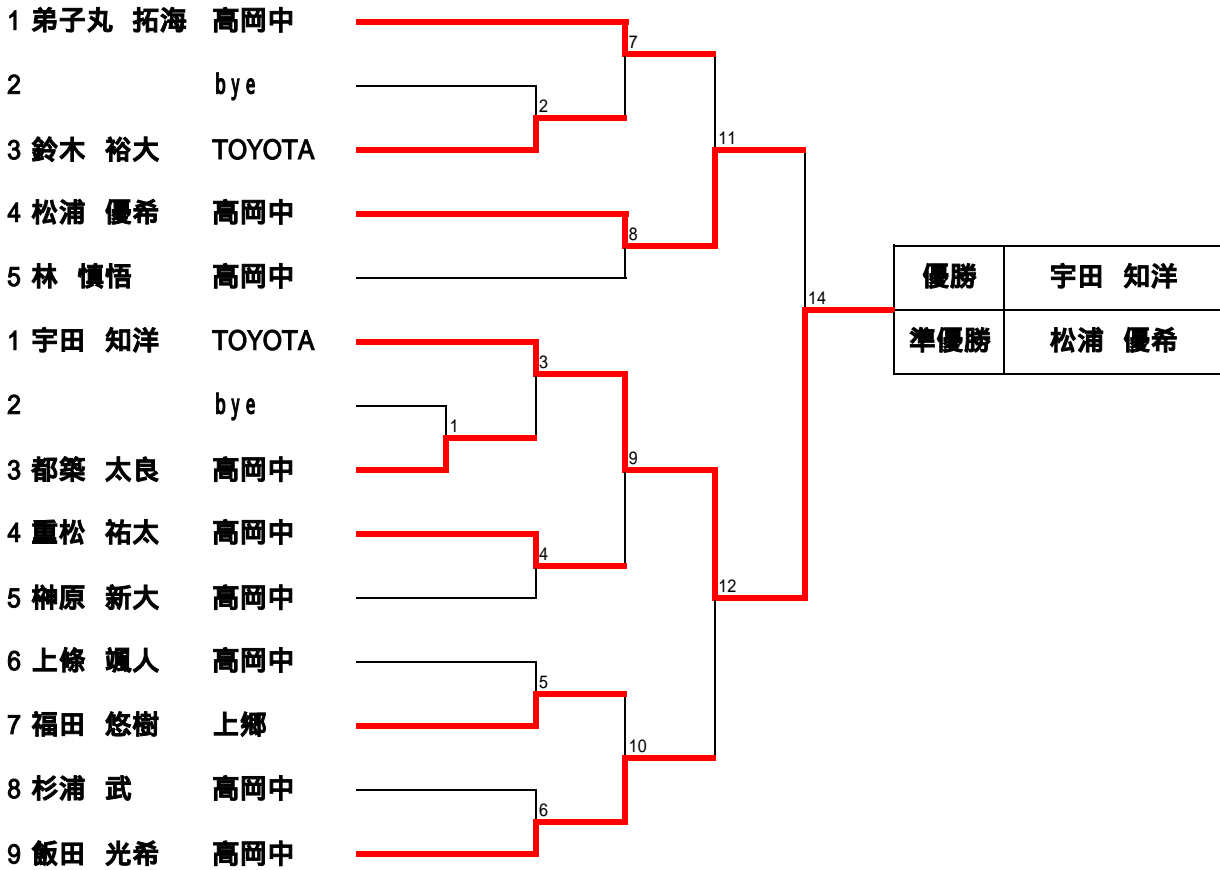 1 弟子丸 拓海 高岡中
7
2 bye
2
3 鈴木 裕大 TOYOTA
11
4 松浦 優希 高岡中
8
5 林 慎悟 高岡中
優勝 宇田 知洋
14
準優勝 松浦 優希
1 宇田 知洋 TOYOTA
3
2 bye
1
3 都築 太良 高岡中
9
4 重松 祐太 高岡中
4
12
5 榊原 新大 高岡中
6 上條 颯人 高岡中
5
7 福田 悠樹 上郷
10
8 杉浦 武 高岡中
6
9 飯田 光希 高岡中